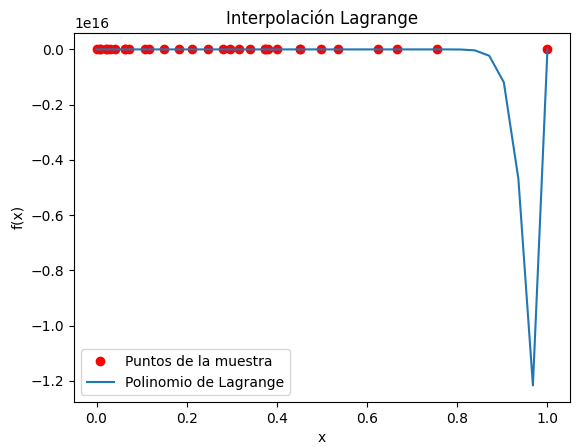 Interpolación Lagrange
1e16
0.0
−0.2
−0.4
−0.6
−0.8
−1.0
−1.2
f(x)
Puntos de la muestra
Polinomio de Lagrange
0.0 0.2 0.4 0.6 0.8 1.0
x